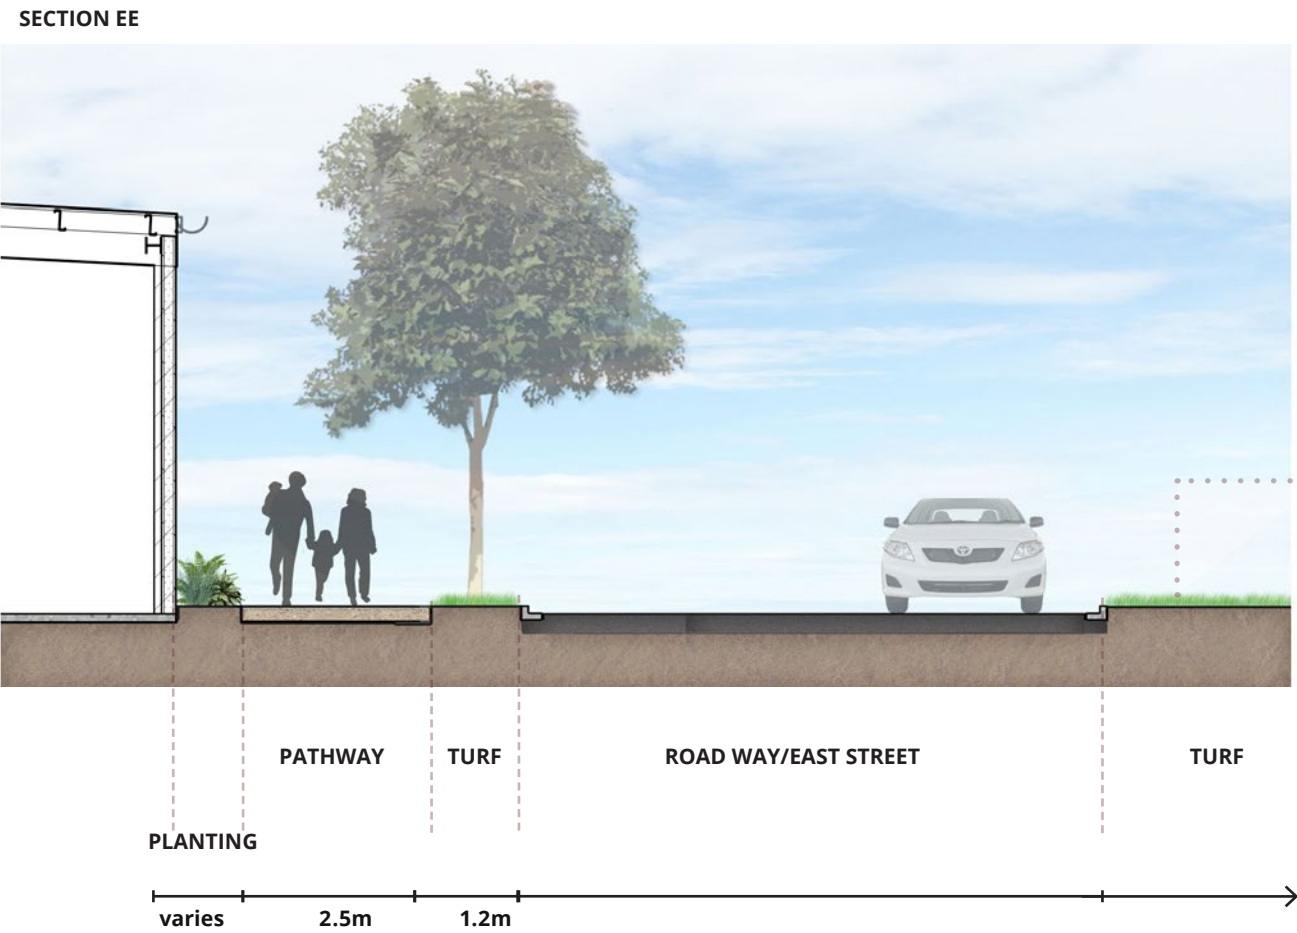 SECTION EE
PATHWAY
TURF
ROAD WAY/EAST STREET
TURF
PLANTING
varies
2.5m
1.2m